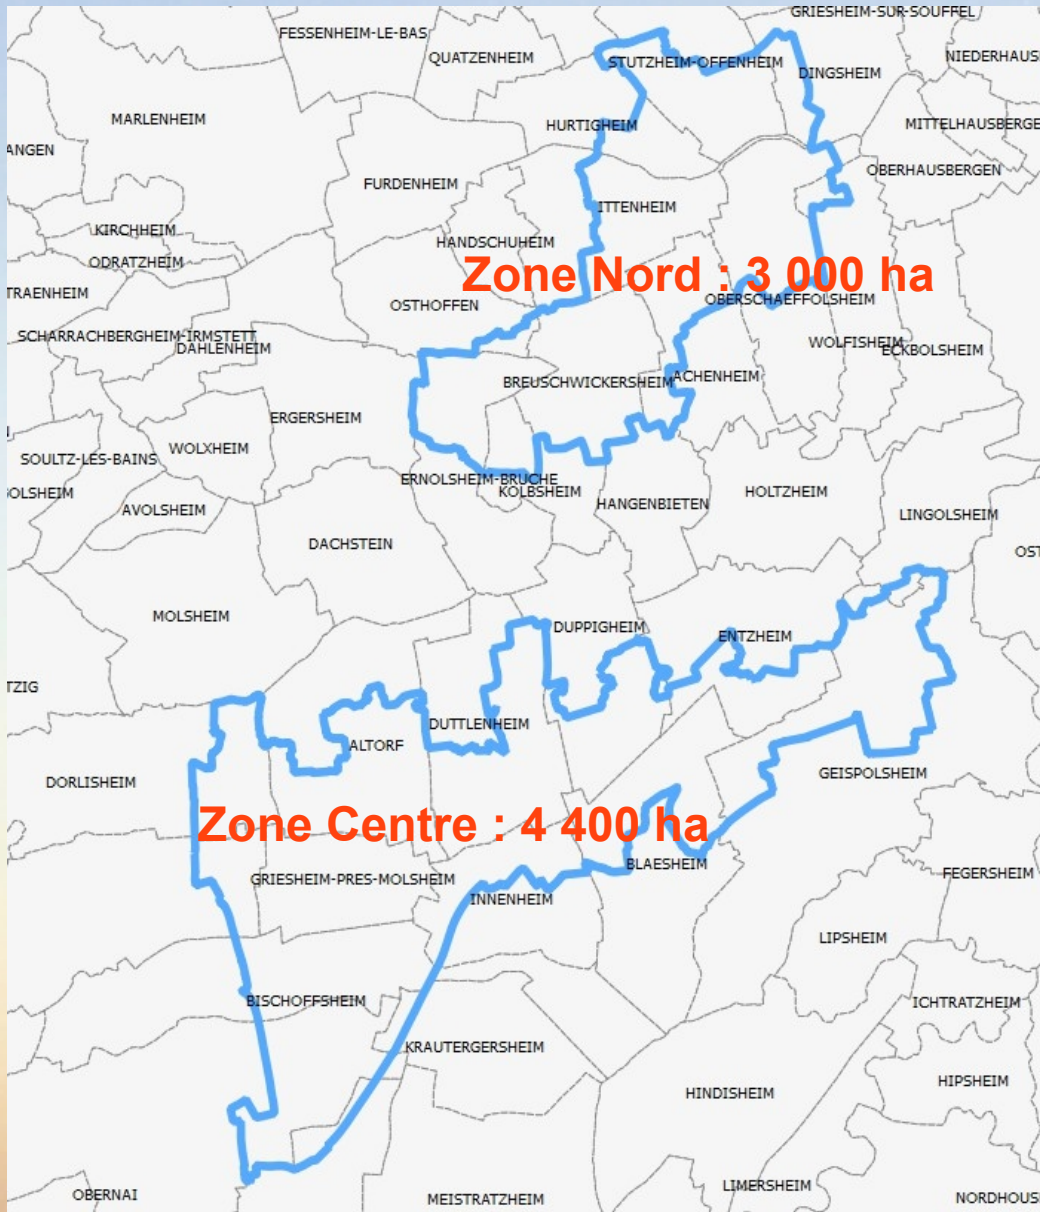 GRIESHEIM-SUR-SOUFFEL
FESSENHEIM-LE-BAS
QUATZENHEIM
STUTZHEIM-OFFENHEIM
NIEDERHAUS
DINGSHEIM
MARLENHEIM
HURTIGHEIM
MITTELHAUSBERGE
ANGEN
OBERHAUSBERGEN
FURDENHEIM
ITTENHEIM
KIRCHHEIM
HANDSCHUHEIM
ODRATZHEIM
Zone Nord : 3 000 ha
TRAENHEIM
OSTHOFFEN
OBERSCHAEFFOLSHEIM
SCHARRACHBERGHEIM-IRMSTETT
DAHLENHEIM
WOLFISHEIM
ECKBOLSHEIM
BREUSCHWICKERSHEIM
ACHENHEIM
ERGERSHEIM
WOLXHEIM
SOULTZ-LES-BAINS
ERNOLSHEIM-BRUCHE
KOLBSHEIM
HOLTZHEIM
OLSHEIM
HANGENBIETEN
AVOLSHEIM
LINGOLSHEIM
DACHSTEIN
OST
MOLSHEIM
DUPPIGHEIM
ENTZHEIM
TZIG
DUTTLENHEIM
ALTORF
GEISPOLSHEIM
DORLISHEIM
Zone Centre : 4 400 ha
BLAESHEIM
GRIESHEIM-PRES-MOLSHEIM
FEGERSHEIM
INNENHEIM
LIPSHEIM
BISCHOFFSHEIM
ICHTRATZHEIM
KRAUTERGERSHEIM
HIPSHEIM
HINDISHEIM
LIMERSHEIM
OBERNAI
MEISTRATZHEIM
NORDHOUS